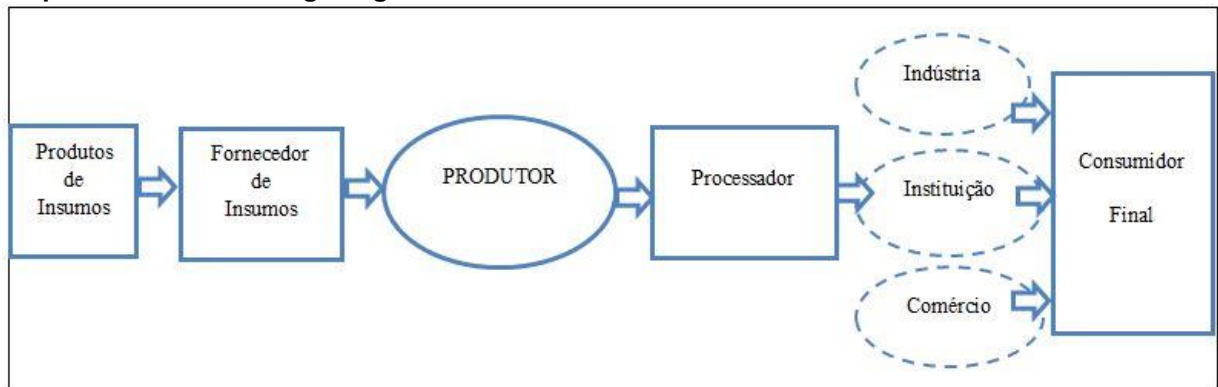 Produtos
de
Insumos
Fornecedor
de
Insumos
PRODUTOR
Processador
Indústria
Instituição
Comércio
Consumidor
Final